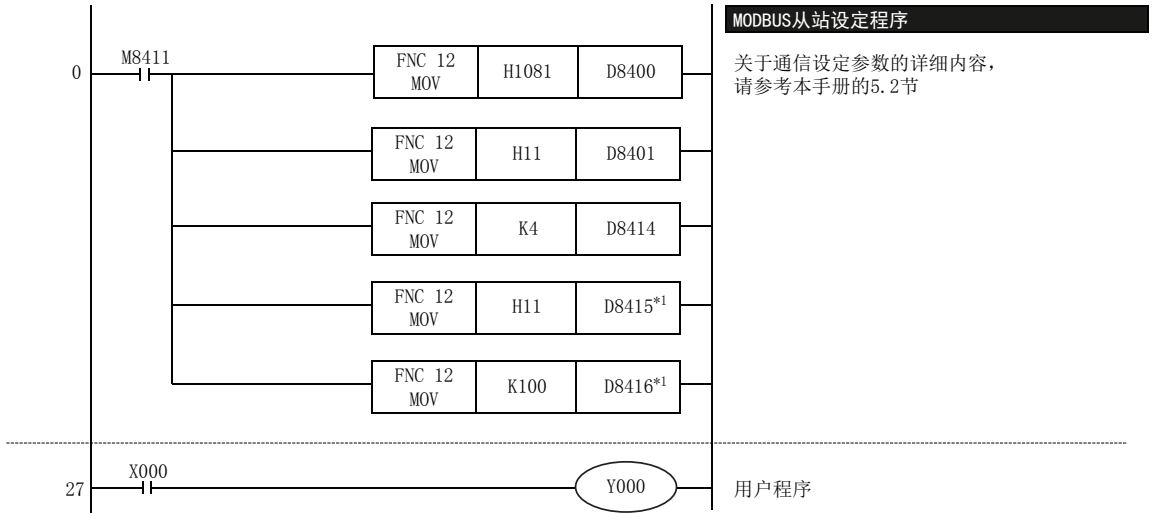 MODBUS从站设定程序
M8411
0
FNC 12
MOV
H1081
D8400
关于通信设定参数的详细内容，
请参考本手册的5.2节
FNC 12
MOV
H11
D8401
FNC 12
MOV
K4
D8414
FNC 12
MOV
H11
D8415*1
FNC 12
MOV
K100
D8416*1
X000
27
Y000
用户程序